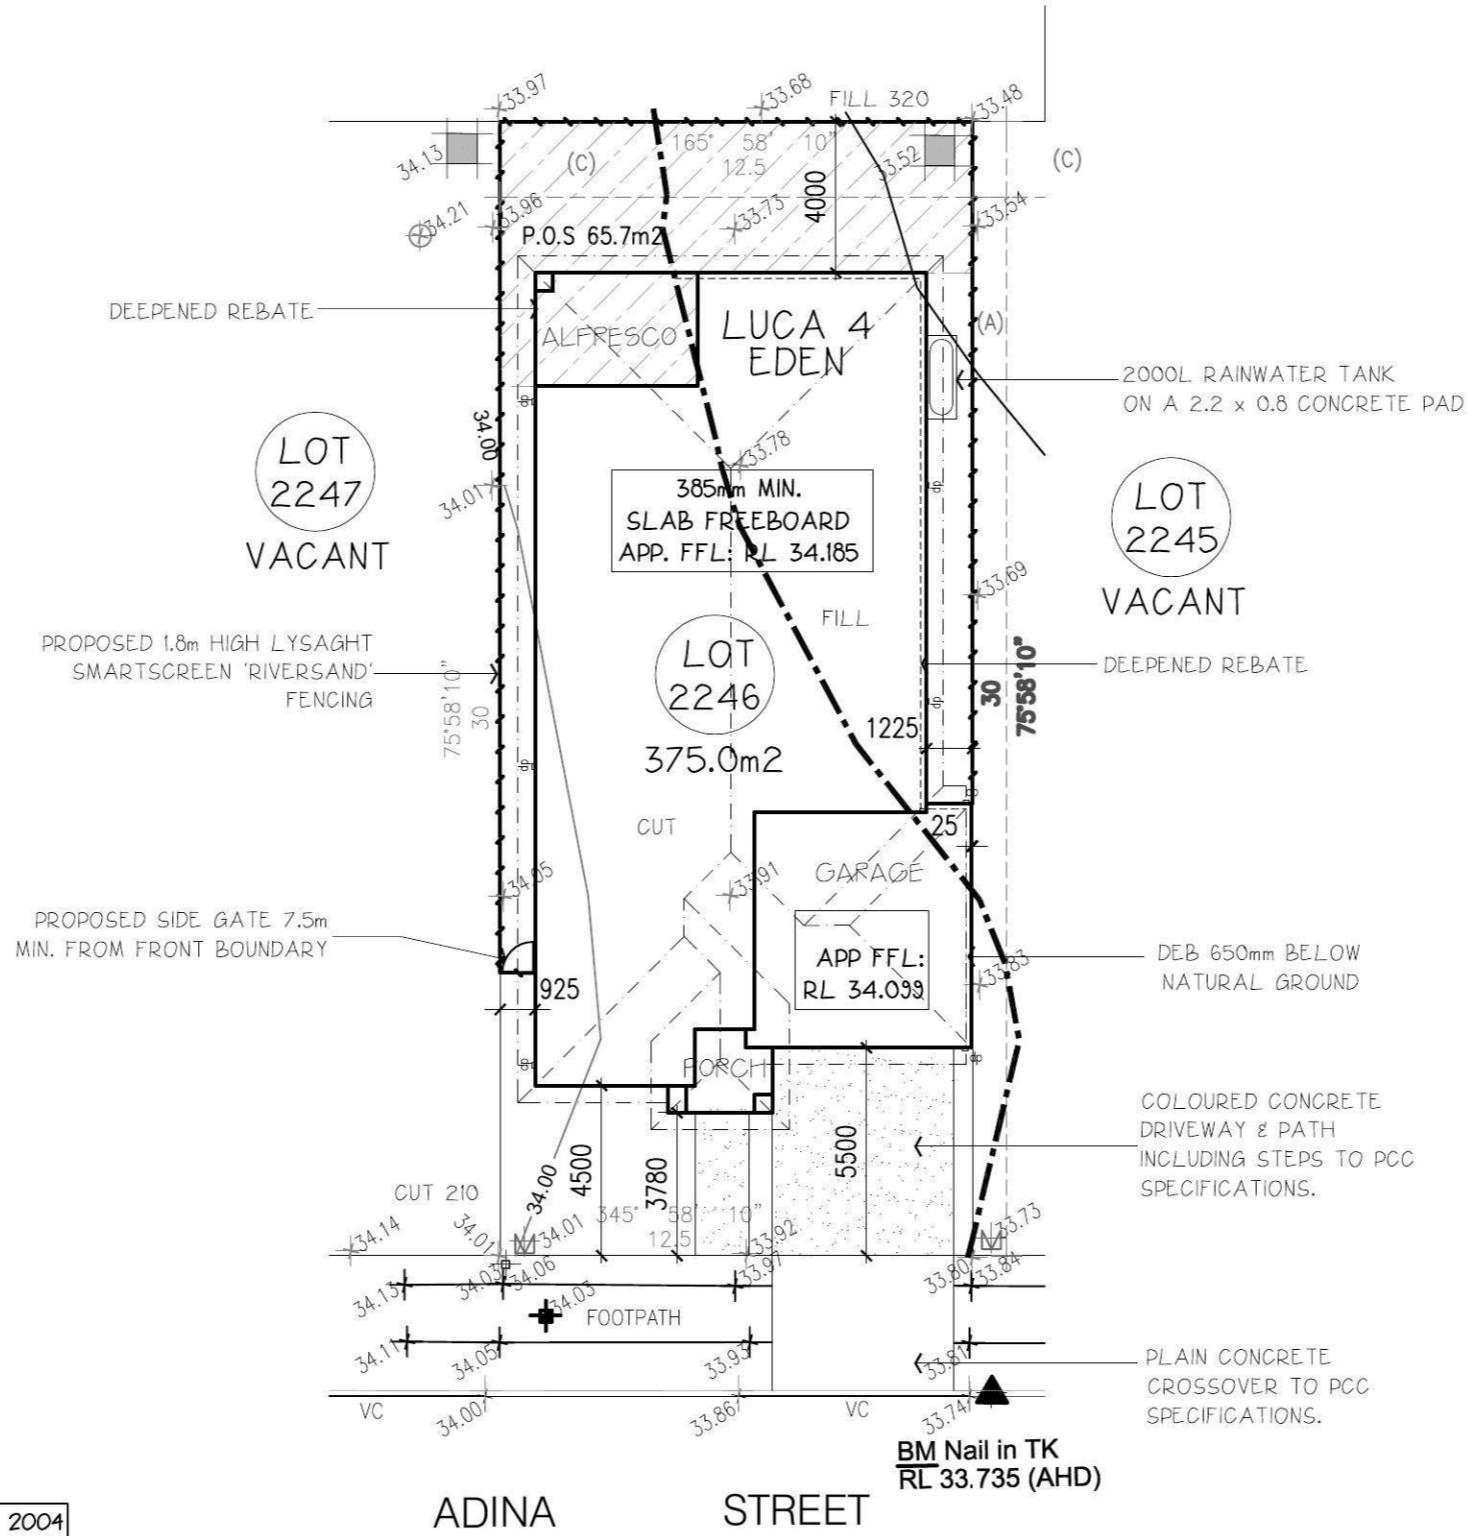 33.97
33.68
FILL 320
33.48
34.13
(C)
165° 58' 10"
12.5
33.52
(C)
4000
34.21
33.96
33.73
33.54
P.O.S 65.7m2
DEEPENED REBATE
ALFRESCO
LUCA 4
EDEN
(A)
2000L RAINWATER TANK
ON A 2.2 x 0.8 CONCRETE PAD
34.00
LOT
2247
VACANT
34.01
33.78
385mm MIN.
SLAB FREEBOARD
APP. FFL: RL 34.185
dp
LOT
2245
VACANT
33.69
FILL
PROPOSED 1.8m HIGH LYSAGHT
SMARTSCREEN 'RIVERSAND'
FENCING
75°58'10"
30
LOT
2246
375.0m2
DEEPENED REBATE
30
75°58'10"
dp
1225
dp
CUT
25
34.05
33.91
GARAGE
PROPOSED SIDE GATE 7.5m
MIN. FROM FRONT BOUNDARY
APP FFL:
RL 34.099
DEB 650mm BELOW
NATURAL GROUND
33.83
925
PORCH
dp
COLOURED CONCRETE
DRIVEWAY & PATH
INCLUDING STEPS TO PCC
SPECIFICATIONS.
4500
3780
5500
CUT 210
34.00
345° 58' 10"
12.5
34.14
34.01
34.01
33.92
33.73
34.03
34.06
33.97
33.80
33.84
34.13
34.03
FOOTPATH
34.11
34.05
33.93
33.81
PLAIN CONCRETE
CROSSOVER TO PCC
SPECIFICATIONS.
VC
34.00
33.86
VC
33.74
BM Nail in TK
RL 33.735 (AHD)
ADINA STREET
2004